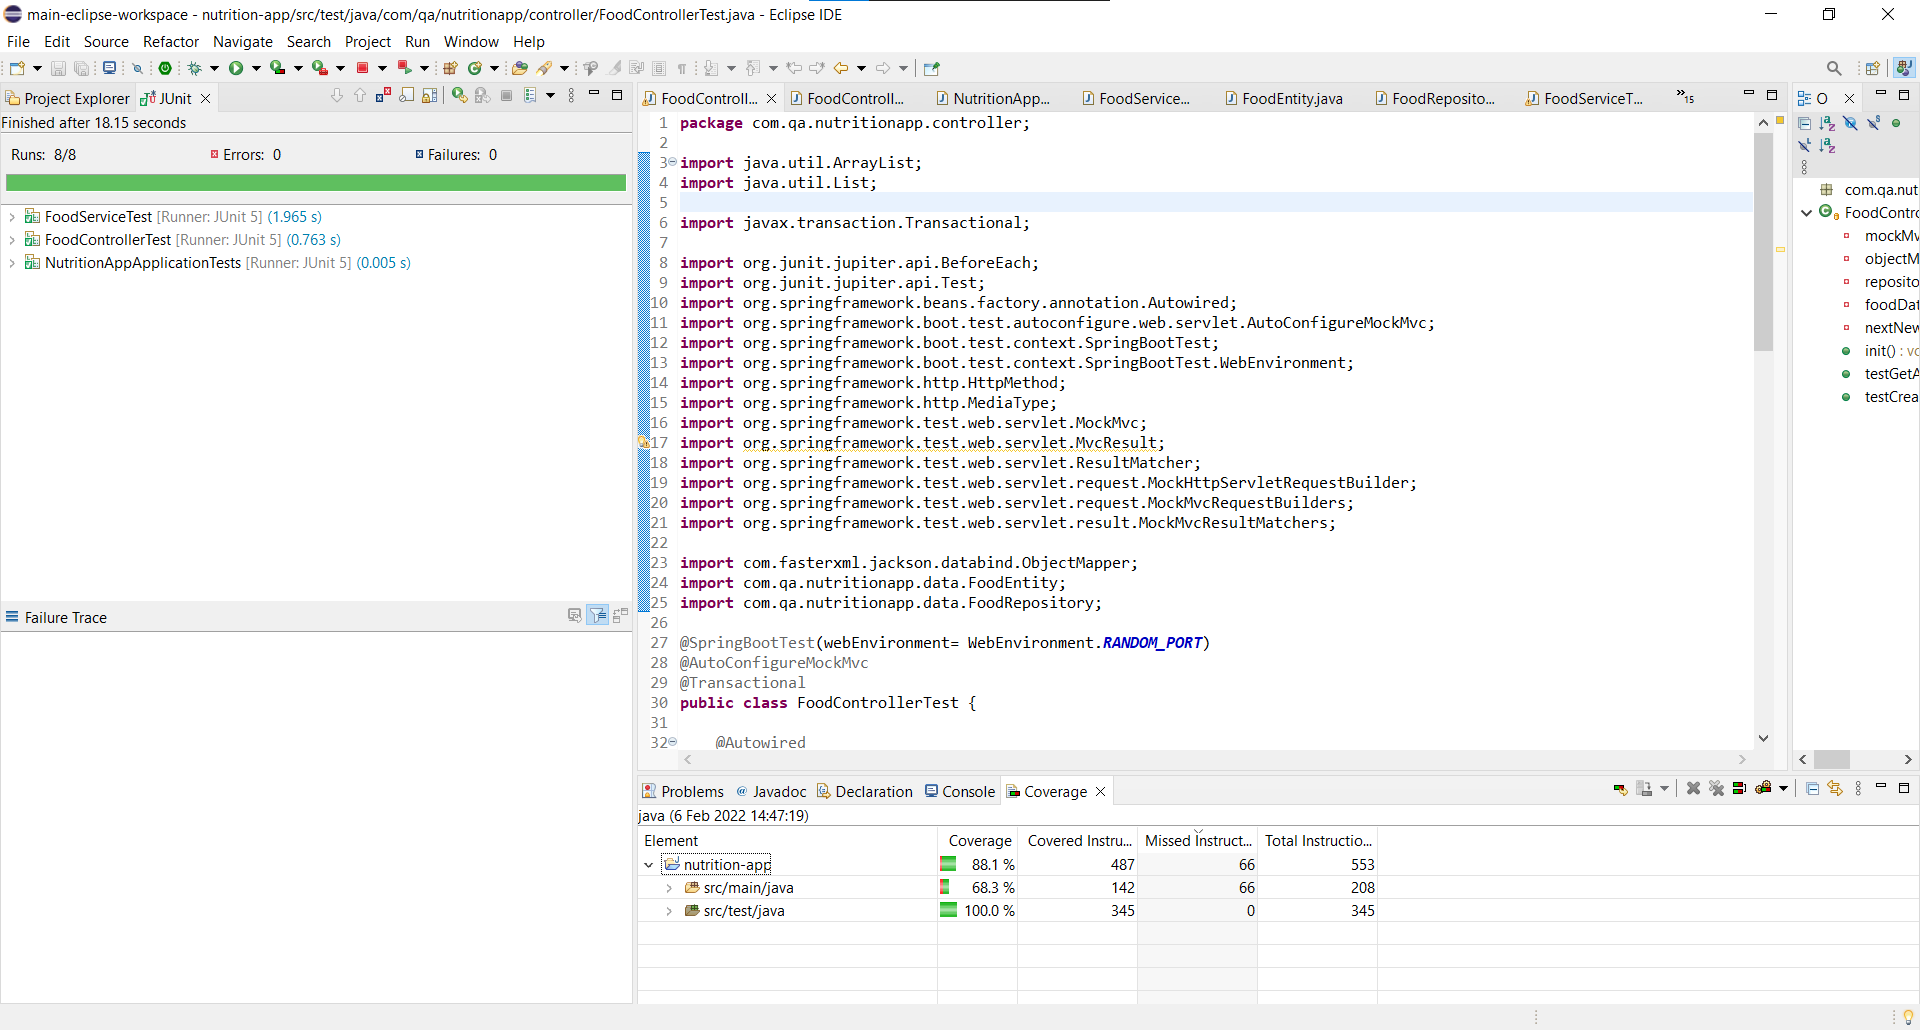 main-eclipse-workspace - nutrition-app/src/test/java/com/qa/nutritionapp/controller/FoodControllerTest.java - Eclipse IDE
File Edit Source Refactor Navigate Search Project Run Window Help
Project Explorer JUnit
Finished after 18.15 seconds
Runs: 8/8 Errors: 0 Failures: 0
FoodServiceTest [Runner: JUnit 5] (1.965 s)
FoodControllerTest [Runner: JUnit 5] (0.763 s)
NutritionAppApplicationTests [Runner: JUnit 5] (0.005 s)
Failure Trace
FoodControll... FoodControll... NutritionApp... FoodService... FoodEntity.java FoodReposito... FoodServiceT... »15
1 package com.qa.nutritionapp.controller;
2
3 import java.util.ArrayList;
4 import java.util.List;
5
6 import javax.transaction.Transactional;
7
8 import org.junit.jupiter.api.BeforeEach;
9 import org.junit.jupiter.api.Test;
10 import org.springframework.beans.factory.annotation.Autowired;
11 import org.springframework.boot.test.autoconfigure.web.servlet.AutoConfigureMockMvc;
12 import org.springframework.boot.test.context.SpringBootTest;
13 import org.springframework.boot.test.context.SpringBootTest.WebEnvironment;
14 import org.springframework.http.HttpMethod;
15 import org.springframework.http.MediaType;
16 import org.springframework.test.web.servlet.MockMvc;
17 import org.springframework.test.web.servlet.MvcResult;
18 import org.springframework.test.web.servlet.ResultMatcher;
19 import org.springframework.test.web.servlet.request.MockHttpServletRequestBuilder;
20 import org.springframework.test.web.servlet.request.MockMvcRequestBuilders;
21 import org.springframework.test.web.servlet.result.MockMvcResultMatchers;
22
23 import com.fasterxml.jackson.databind.ObjectMapper;
24 import com.qa.nutritionapp.data.FoodEntity;
25 import com.qa.nutritionapp.data.FoodRepository;
26
27 @SpringBootTest(webEnvironment= WebEnvironment.RANDOM_PORT)
28 @AutoConfigureMockMvc
29 @Transactional
30 public class FoodControllerTest {
31
32 @Autowired
O
com.qa.nut
FoodContro
mockMv
objectM
reposito
foodDat
nextNew
init() : vo
testGetA
testCrea
Problems Javadoc Declaration Console Coverage
java (6 Feb 2022 14:47:19)
Element Coverage Covered Instru... Missed Instruct... Total Instructio...
nutrition-app 88.1 % 487 66 553
src/main/java 68.3 % 142 66 208
src/test/java 100.0 % 345 0 345